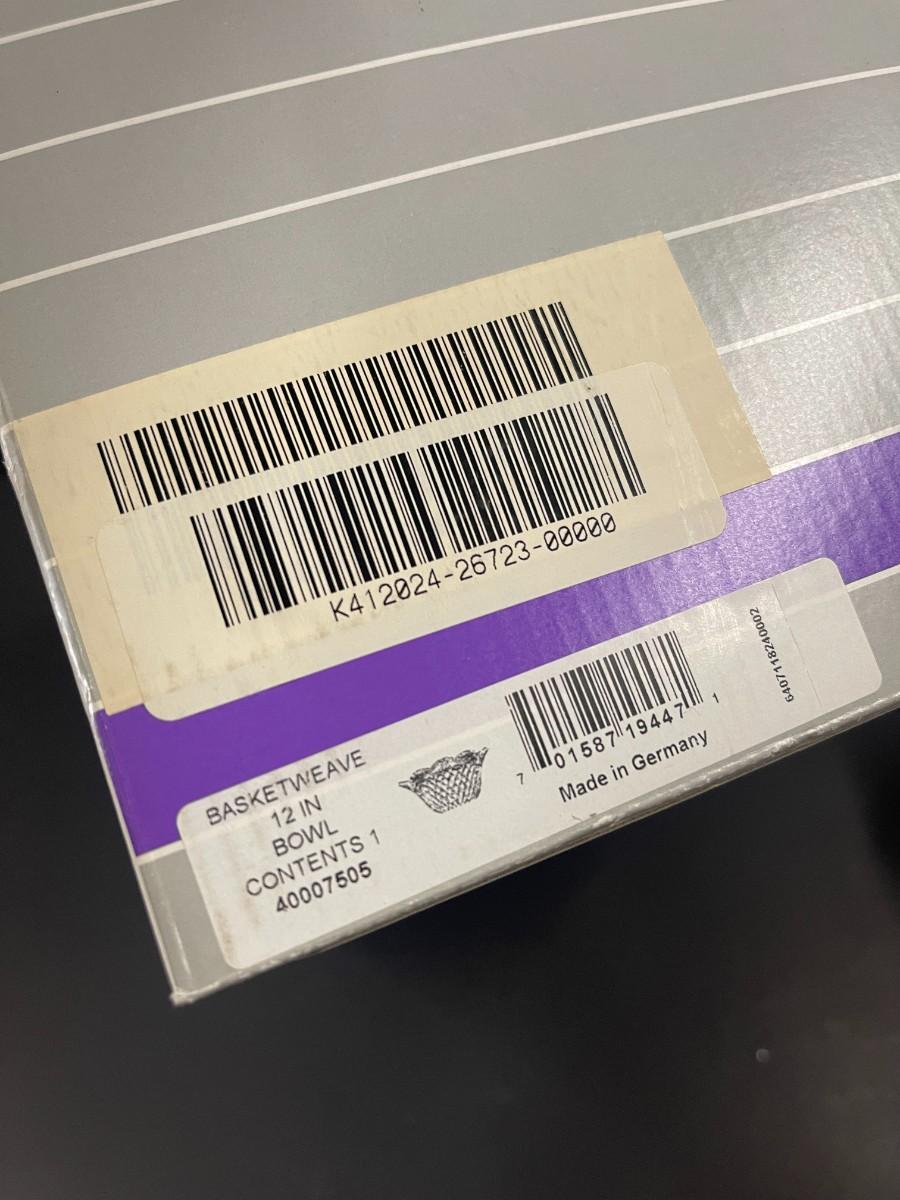 K412024-26723-00000
BASKETWEAVE
12 IN
BOWL
CONTENTS 1
40007505
7 01587 19447 1
Made in Germany
6407118240002